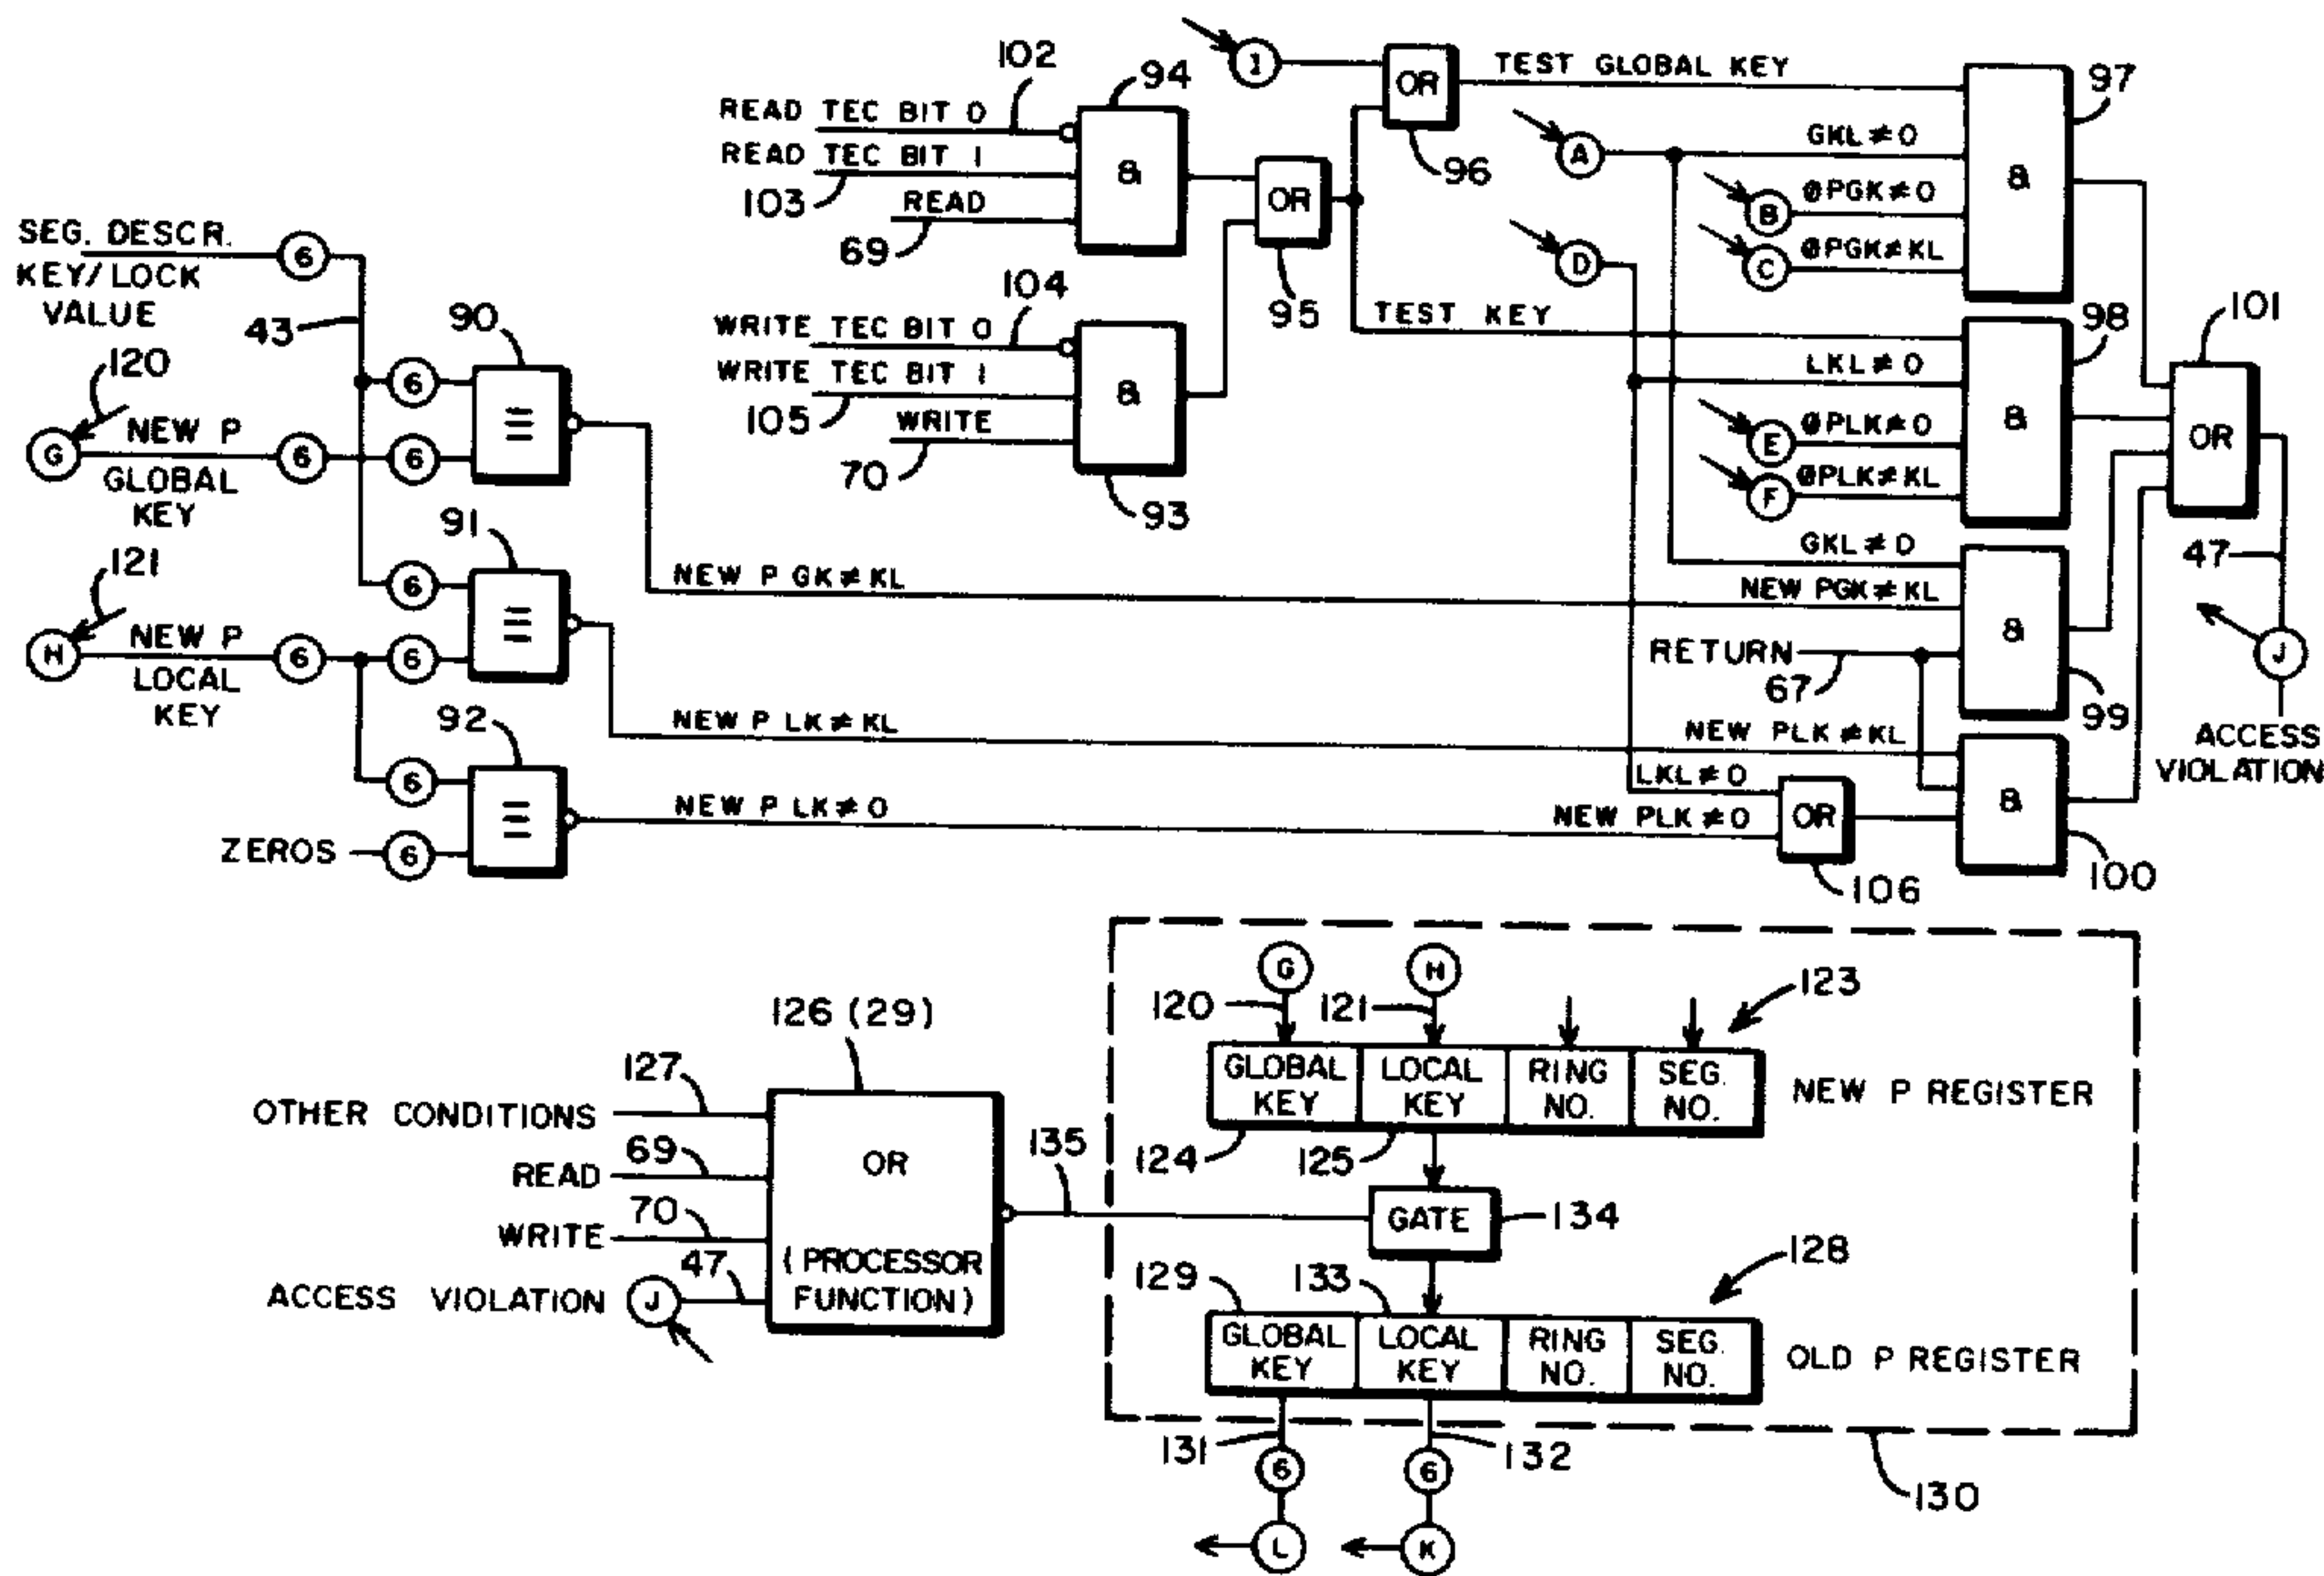 102
94
1
OR
TEST GLOBAL KEY
97
READ TEC BIT 0
READ TEC BIT 1
103
READ
69
&
96
A
GKL≠0
&
B
ØPGK≠0
C
ØPGK≠KL
OR
95
D
SEG. DESCR.
KEY/LOCK
VALUE
6
43
90
120
6
≡
G
NEW P
GLOBAL
KEY
6
6
104
WRITE TEC BIT 0
WRITE TEC BIT 1
105
WRITE
70
&
93
TEST KEY
98
101
LKL≠0
&
E
ØPLK≠0
F
ØPLK≠KL
OR
91
121
6
≡
H
NEW P
LOCAL
KEY
6
6
NEW P GK≠KL
GKL≠0
NEW PGK≠KL
&
RETURN
67
99
47
J
ACCESS
VIOLATION
92
NEW P LK≠KL
NEW PLK≠KL
6
≡
ZEROS
6
NEW P LK≠0
LKL≠0
NEW PLK≠0
OR
106
&
100
G
H
120
121
123
126 (29)
GLOBAL
KEY
LOCAL
KEY
RING
NO.
SEG.
NO.
NEW P REGISTER
124
125
127
OTHER CONDITIONS
69
READ
70
WRITE
47
ACCESS VIOLATION
J
OR
(PROCESSOR
FUNCTION)
135
GATE
134
129
133
128
GLOBAL
KEY
LOCAL
KEY
RING
NO.
SEG.
NO.
OLD P REGISTER
131
132
6
6
130
L
K